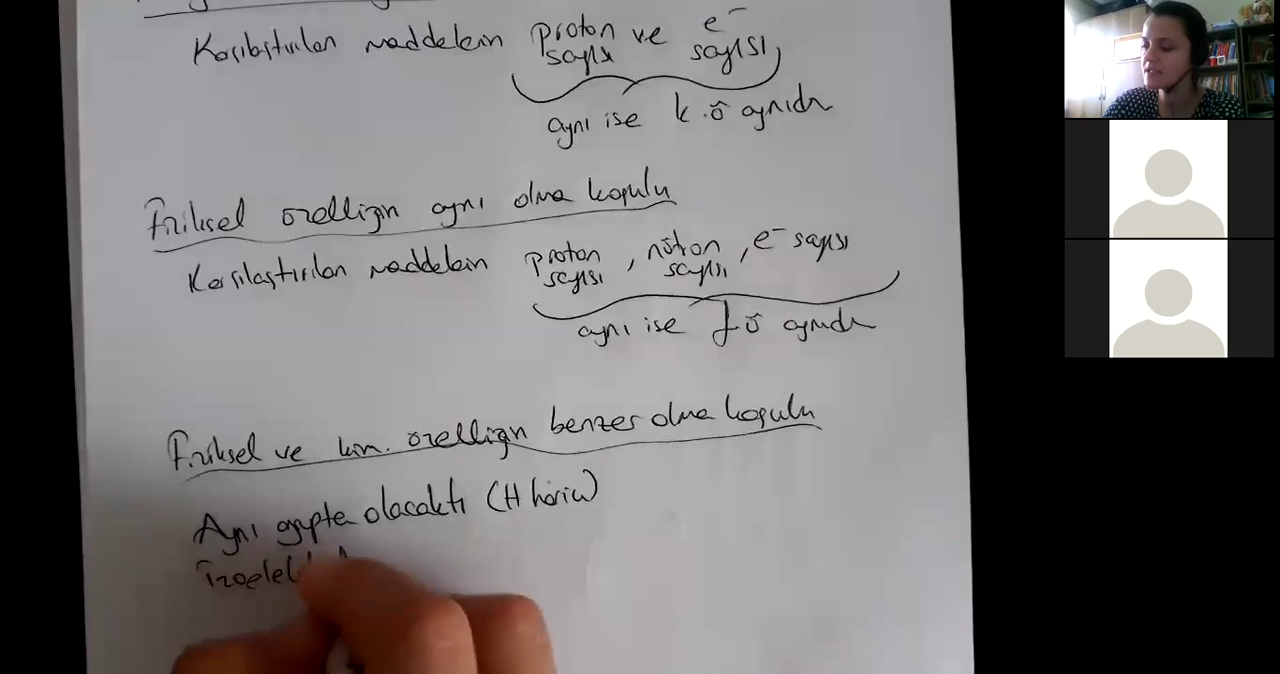 Karşılaştırılan maddelerin proton sayısı ve e⁻ sayısı
aynı ise k.ö aynıdır
Fiziksel özelliğin aynı olma koşulu
Karşılaştırılan maddelerin proton sayısı, nötron sayısı, e⁻ sayısı
aynı ise f.ö aynıdır
Fiziksel ve kim. özelliğin benzer olma koşulu
Aynı grupta olacaktı (H hariç)